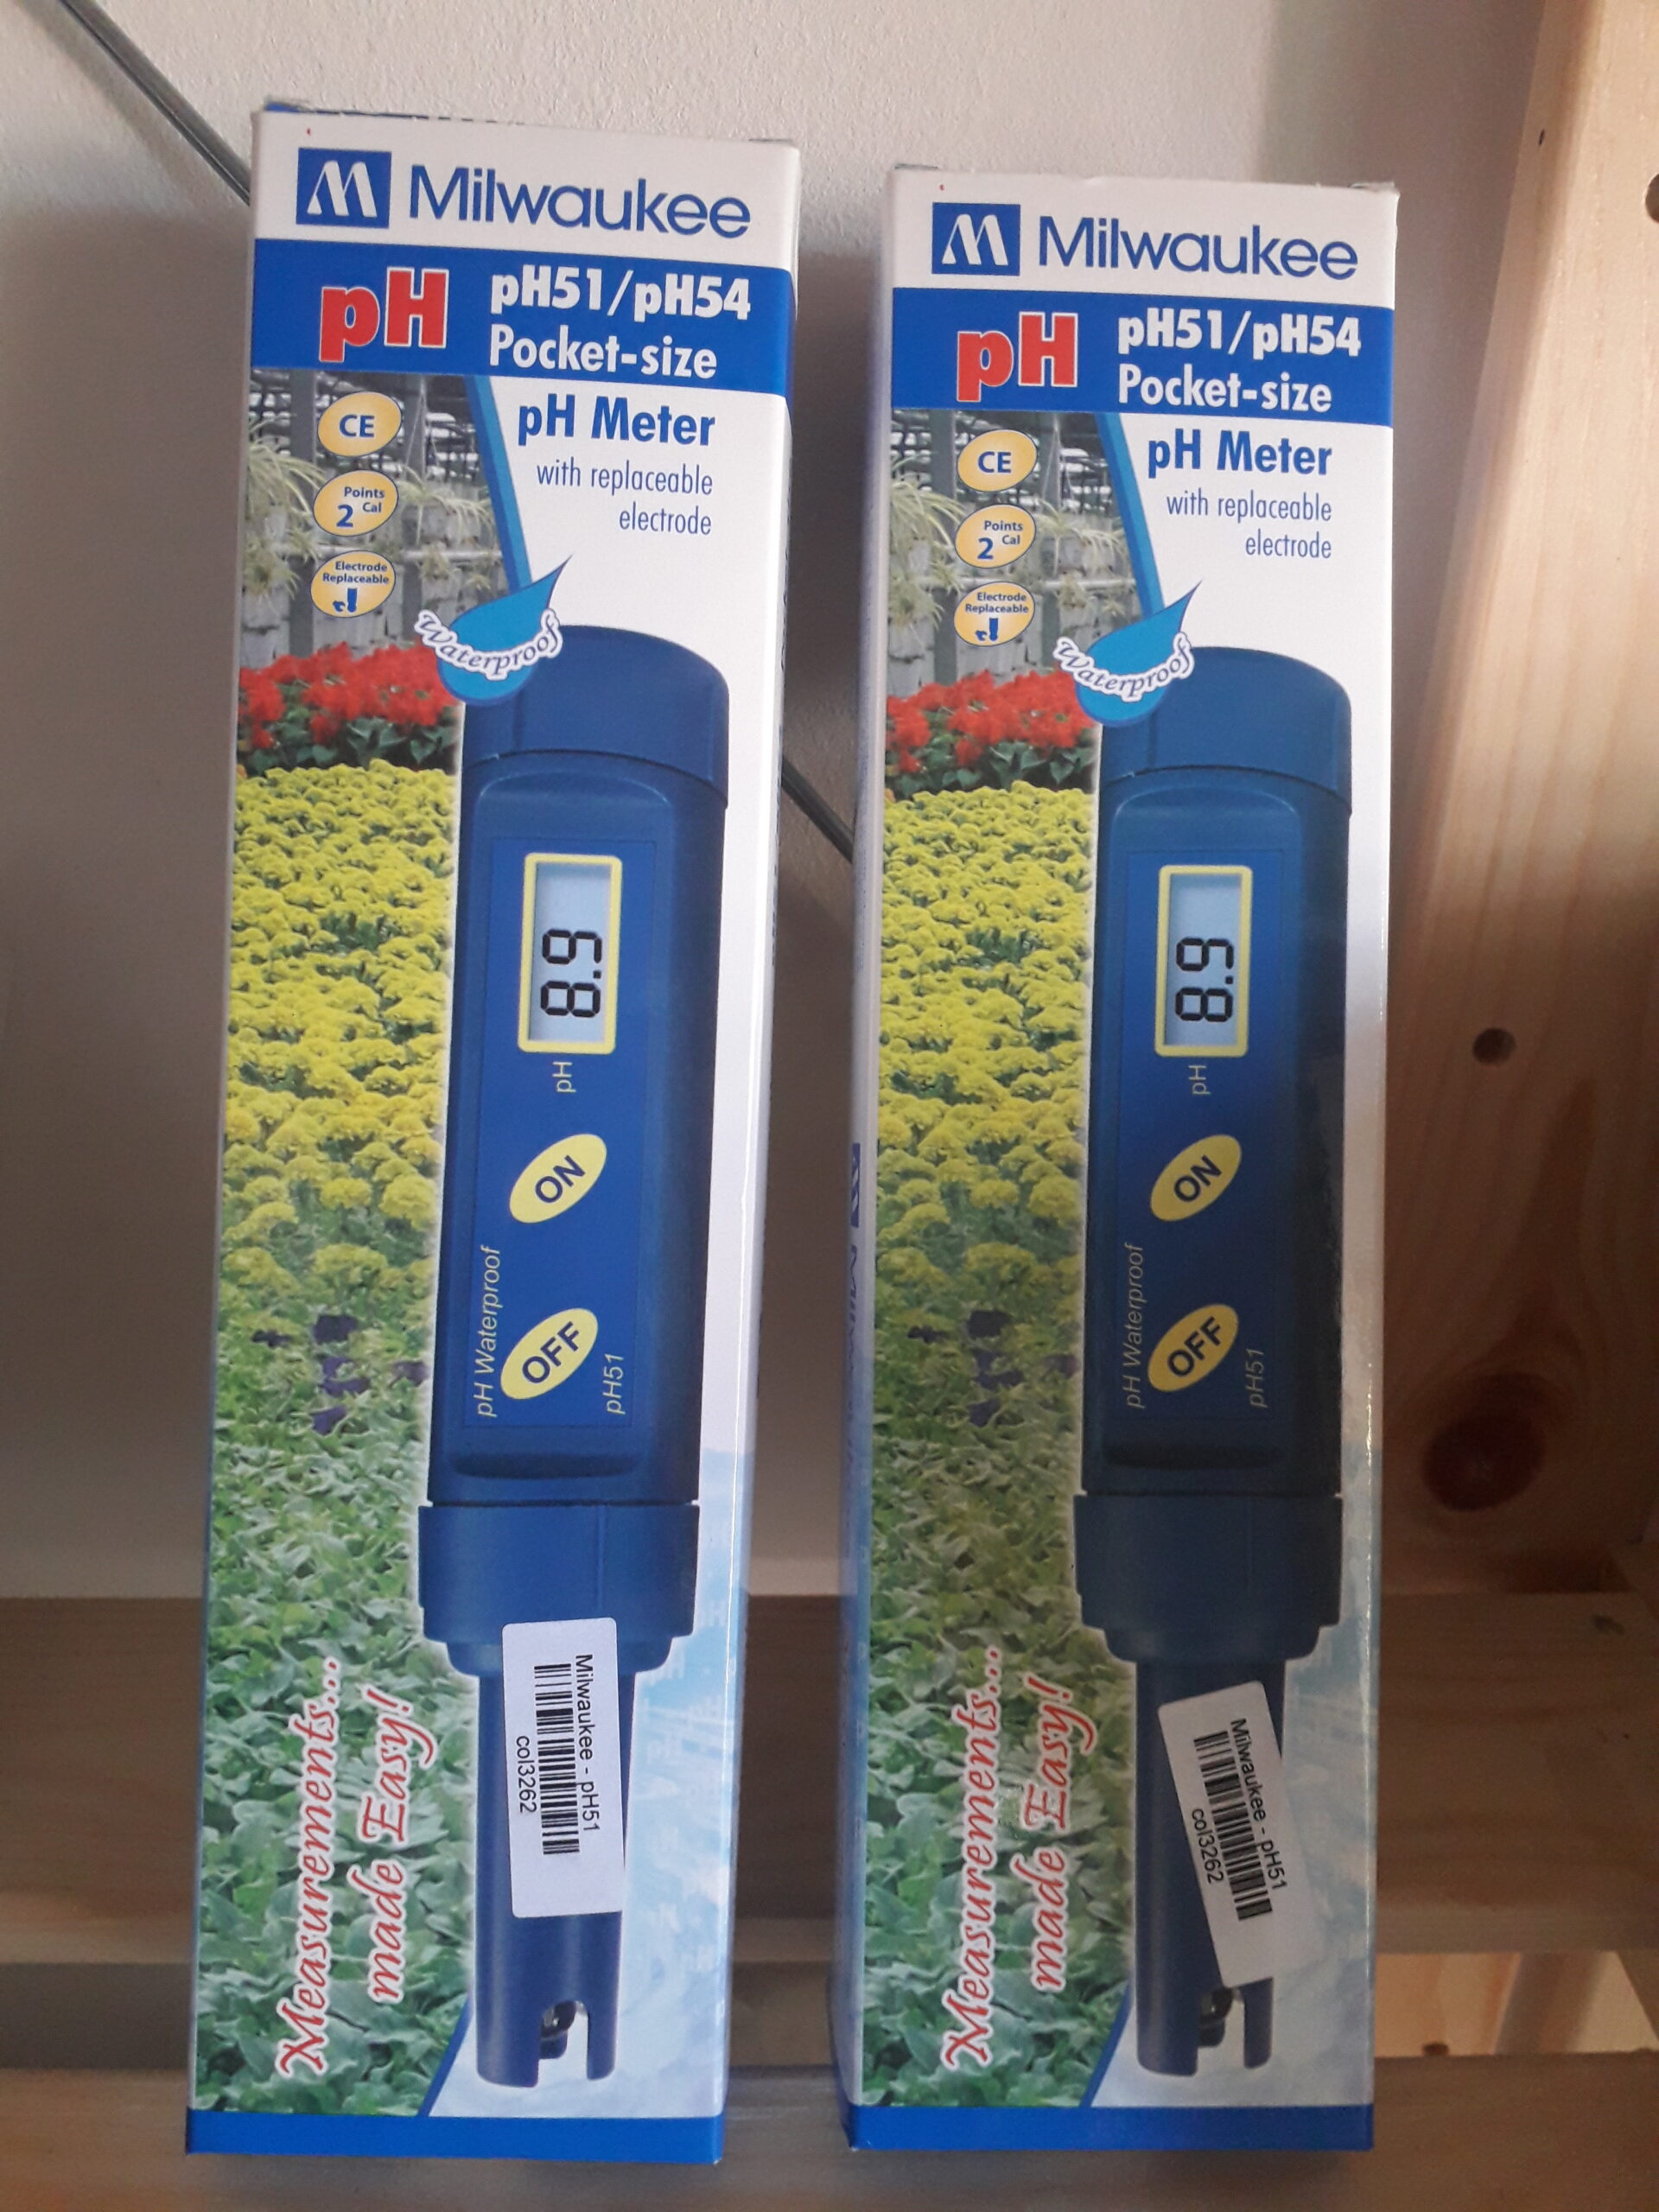 Milwaukee
pH
pH51/pH54
Pocket-size
pH Meter
with replaceable
electrode
CE
Points
2 Cal
Electrode
Replaceable
Waterproof
6.8
pH
ON
OFF
pH Waterproof
pH51
Measurements...
made Easy!
Milwaukee - pH51
col3262
Milwaukee
pH
pH51/pH54
Pocket-size
pH Meter
with replaceable
electrode
CE
Points
2 Cal
Electrode
Replaceable
Waterproof
6.8
pH
ON
OFF
pH Waterproof
pH51
Measurements...
made Easy!
Milwaukee - pH51
col3262